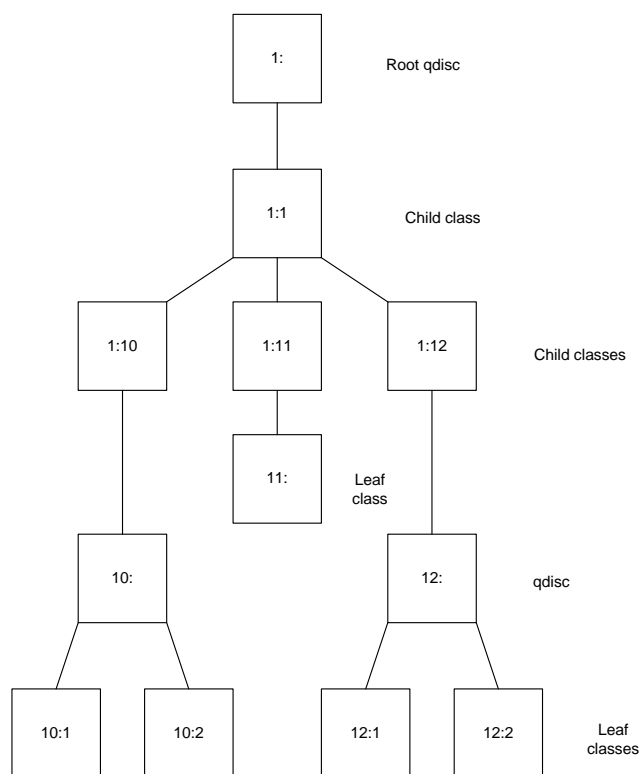 1:
Root qdisc
1:1
Child class
1:10
1:11
1:12
Child classes
11:
Leaf
class
10:
12:
qdisc
10:1
10:2
12:1
12:2
Leaf
classes